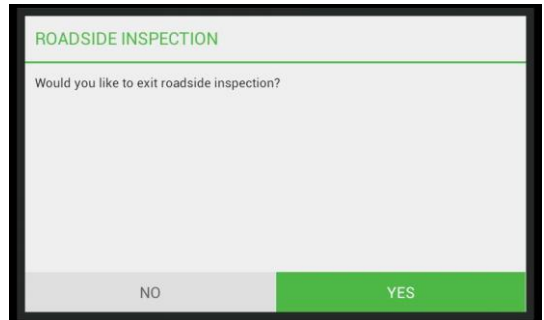 ROADSIDE INSPECTION
Would you like to exit roadside inspection?
NO
YES